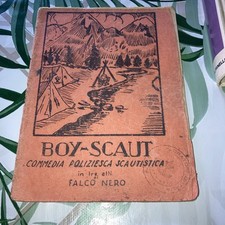 BOY-SCAUT
COMMEDIA POLIZIESCA SCAUTISTICA
in tre atti
FALCO NERO